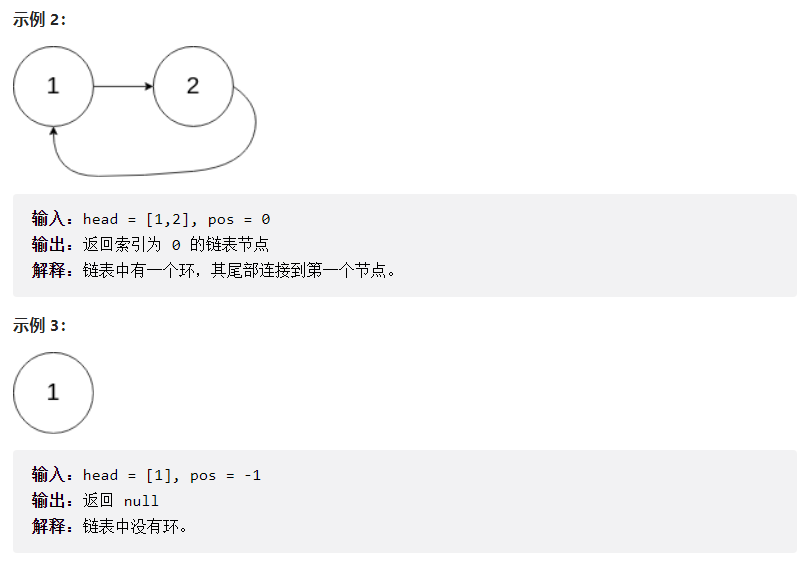 示例 2：
1
2
输入：head = [1,2], pos = 0
输出：返回索引为 0 的链表节点
解释：链表中有一个环，其尾部连接到第一个节点。
示例 3：
1
输入：head = [1], pos = -1
输出：返回 null
解释：链表中没有环。